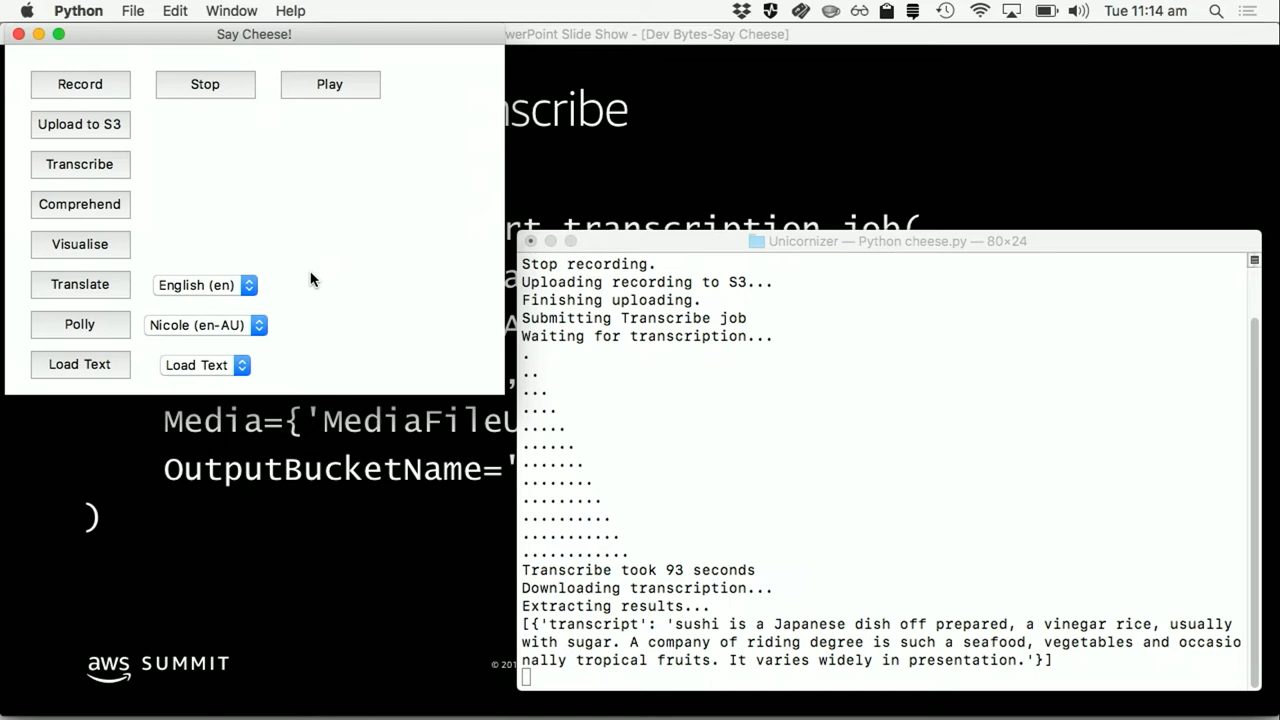 Python File Edit Window Help Tue 11:14 am
Say Cheese!
werPoint Slide Show - [Dev Bytes-Say Cheese]
Record Stop Play
Upload to S3
Transcribe
Comprehend
Visualise
Translate English (en)
Polly Nicole (en-AU)
Load Text Load Text
nscribe
rt_transcription_job(
Media={'MediaFileU
OutputBucketName='
)
aws SUMMIT
© 201
Unicornizer — Python cheese.py — 80×24
Stop recording.
Uploading recording to S3...
Finishing uploading.
Submitting Transcribe job
Waiting for transcription...
.
..
...
....
.....
......
.......
........
.........
..........
...........
............
Transcribe took 93 seconds
Downloading transcription...
Extracting results...
[{'transcript': 'sushi is a Japanese dish off prepared, a vinegar rice, usually
with sugar. A company of riding degree is such a seafood, vegetables and occasio
nally tropical fruits. It varies widely in presentation.'}]